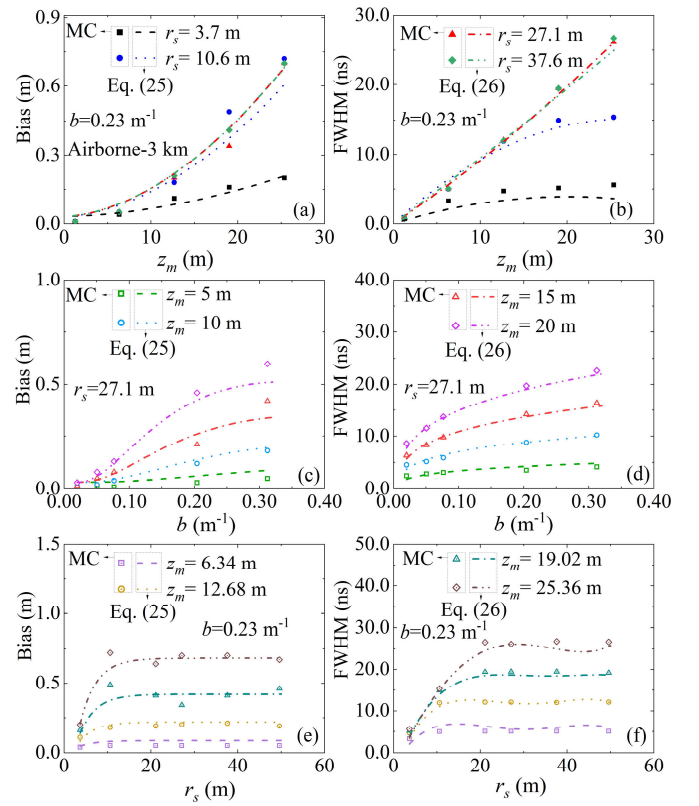 MC
r_s = 3.7 m
r_s = 10.6 m
Eq. (25)
b=0.23 m⁻¹
Airborne-3 km
Bias (m)
0.9
0.6
0.3
0.0
0
10
20
30
z_m (m)
(a)
MC
r_s = 27.1 m
r_s = 37.6 m
Eq. (26)
b=0.23 m⁻¹
FWHM (ns)
30.0
20.0
10.0
0.0
0
10
20
30
z_m (m)
(b)
MC
z_m= 5 m
z_m= 10 m
Eq. (25)
r_s=27.1 m
Bias (m)
1.0
0.5
0.0
0.00
0.10
0.20
0.30
0.40
b (m⁻¹)
(c)
MC
z_m= 15 m
z_m= 20 m
Eq. (26)
r_s=27.1 m
FWHM (ns)
40.0
30.0
20.0
10.0
0.0
0.00
0.10
0.20
0.30
0.40
b (m⁻¹)
(d)
MC
z_m= 6.34 m
z_m= 12.68 m
Eq. (25)
b=0.23 m⁻¹
Bias (m)
1.5
1.0
0.5
0.0
0
20
40
60
r_s (m)
(e)
MC
z_m= 19.02 m
z_m= 25.36 m
Eq. (26)
b=0.23 m⁻¹
FWHM (ns)
50.0
40.0
30.0
20.0
10.0
0.0
0
20
40
60
r_s (m)
(f)